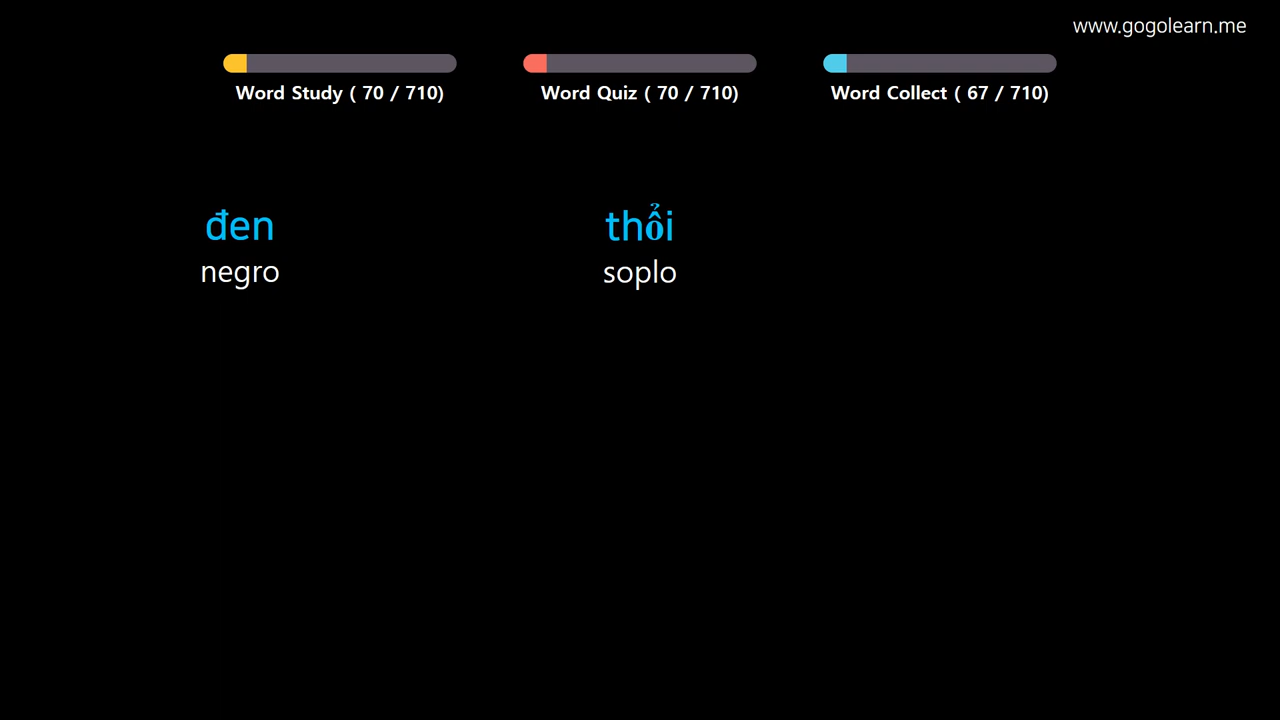 www.gogolearn.me
Word Study ( 70 / 710)
Word Quiz ( 70 / 710)
Word Collect ( 67 / 710)
đen
negro
thổi
soplo